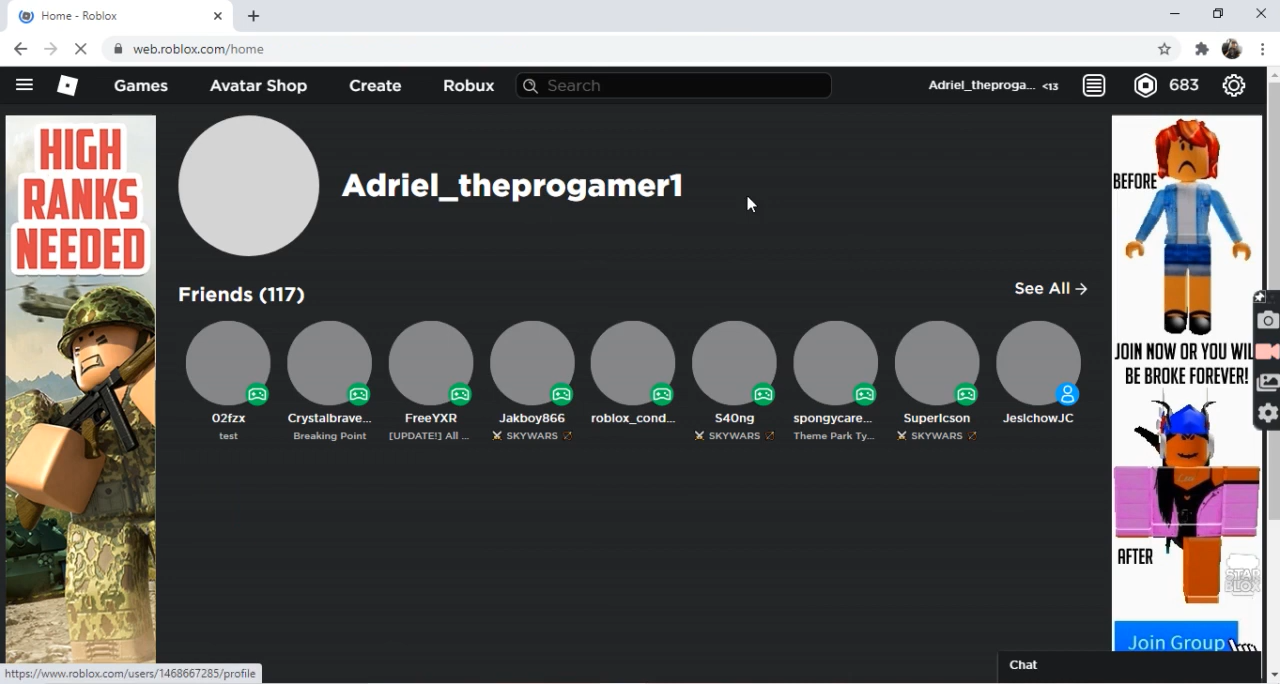 Home - Roblox
web.roblox.com/home
Games
Avatar Shop
Create
Robux
Search
Adriel_theproga... <13
683
HIGH
RANKS
NEEDED
Adriel_theprogamer1
Friends (117)
See All →
02fzx
test
Crystalbrave...
Breaking Point
FreeYXR
[UPDATE!] All ...
Jakboy866
⚔ SKYWARS 🏹
roblox_cond...
S40ng
⚔ SKYWARS 🏹
spongycare...
Theme Park Ty...
SuperIcson
⚔ SKYWARS 🏹
JesIchowJC
BEFORE
JOIN NOW OR YOU WIL
BE BROKE FOREVER!
AFTER
STAR
BLOX
Join Group
Chat
https://www.roblox.com/users/1468667285/profile